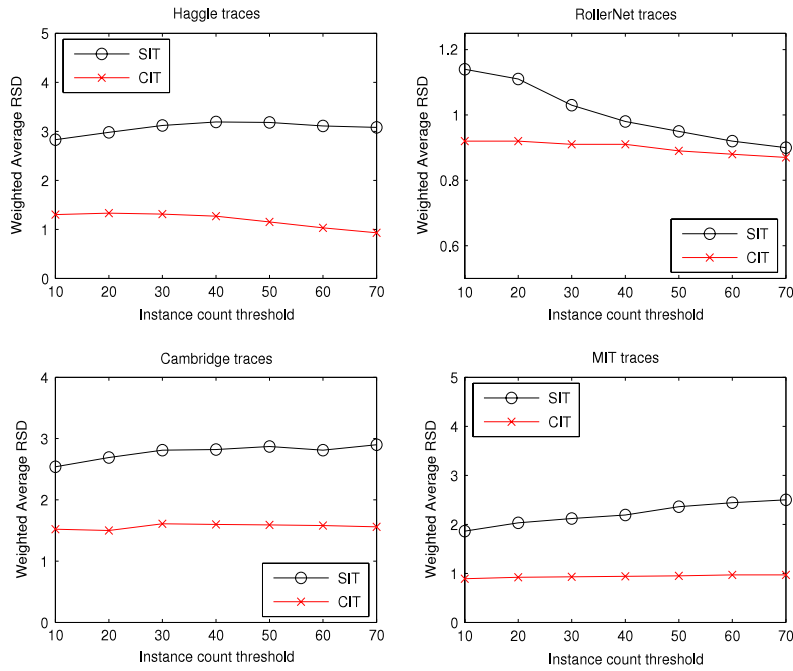 Haggle traces
5
4
3
2
1
0
Weighted Average RSD
SIT
CIT
10 20 30 40 50 60 70
Instance count threshold
RollerNet traces
1.2
1
0.8
0.6
Weighted Average RSD
SIT
CIT
10 20 30 40 50 60 70
Instance count threshold
Cambridge traces
4
3
2
1
0
Weighted Average RSD
SIT
CIT
10 20 30 40 50 60 70
Instance count threshold
MIT traces
5
4
3
2
1
0
Weighted Average RSD
SIT
CIT
10 20 30 40 50 60 70
Instance count threshold